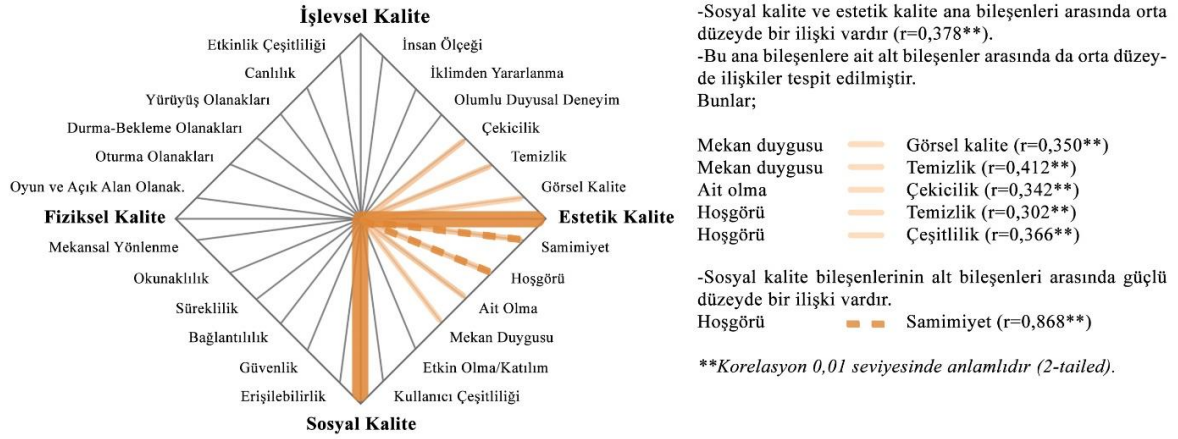 İşlevsel Kalite
Etkinlik Çeşitliliği
İnsan Ölçeği
Canlılık
İklimden Yararlanma
Yürüyüş Olanakları
Olumlu Duyusal Deneyim
Durma-Bekleme Olanakları
Çekicilik
Oturma Olanakları
Temizlik
Oyun ve Açık Alan Olanak.
Görsel Kalite
Fiziksel Kalite
Estetik Kalite
Mekansal Yönlenme
Samimiyet
Okunaklılık
Hoşgörü
Süreklilik
Ait Olma
Bağlantılılık
Mekan Duygusu
Güvenlik
Etkin Olma/Katılım
Erişilebilirlik
Kullanıcı Çeşitliliği
Sosyal Kalite
-Sosyal kalite ve estetik kalite ana bileşenleri arasında orta
düzeyde bir ilişki vardır (r=0,378**).
-Bu ana bileşenlere ait alt bileşenler arasında da orta düzey-
de ilişkiler tespit edilmiştir.
Bunlar;
Mekan duygusu Görsel kalite (r=0,350**)
Mekan duygusu Temizlik (r=0,412**)
Ait olma Çekicilik (r=0,342**)
Hoşgörü Temizlik (r=0,302**)
Hoşgörü Çeşitlilik (r=0,366**)
-Sosyal kalite bileşenlerinin alt bileşenleri arasında güçlü
düzeyde bir ilişki vardır.
Hoşgörü Samimiyet (r=0,868**)
**Korelasyon 0,01 seviyesinde anlamlıdır (2-tailed).